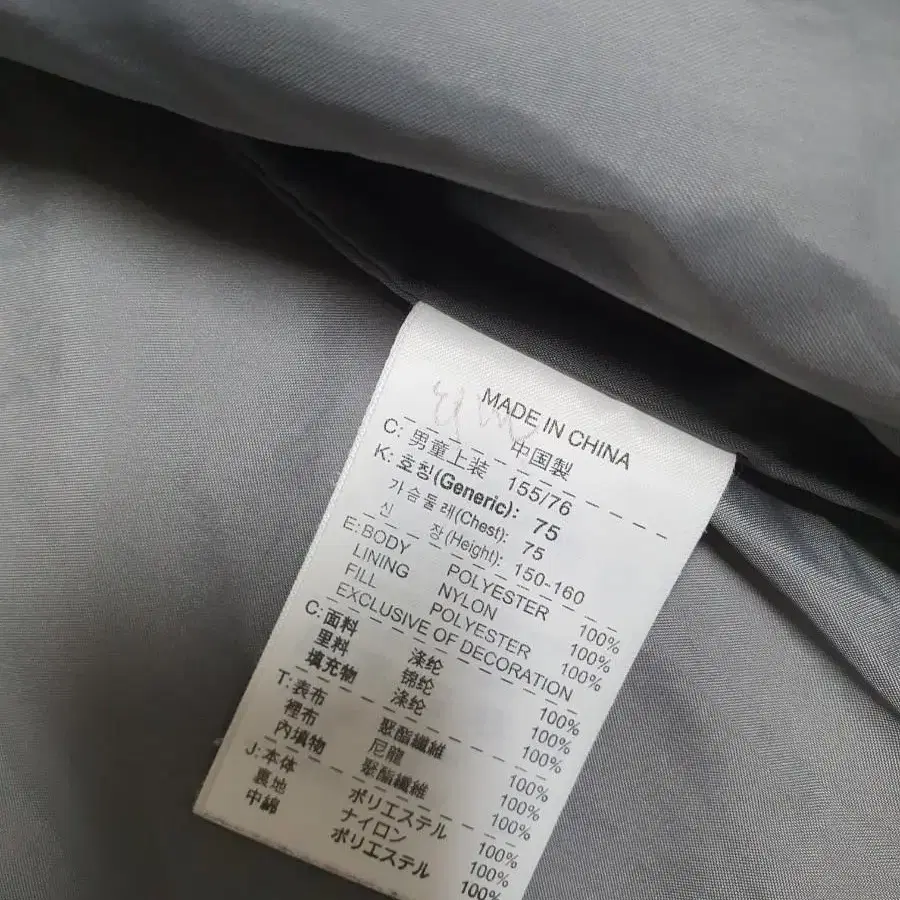 MADE IN CHINA
中国製
C: 男童上装 155/76
K: 호칭(Generic): 75
가슴둘레(Chest): 75
신 장(Height): 150-160
E: BODY POLYESTER 100%
LINING NYLON 100%
FILL POLYESTER 100%
EXCLUSIVE OF DECORATION
C: 面料 涤纶 100%
里料 锦纶 100%
填充物 涤纶 100%
T: 表布 聚酯纖維 100%
裡布 尼龍 100%
內填物 聚酯纖維 100%
J: 本体 ポリエステル 100%
裏地 ナイロン 100%
中綿 ポリエステル 100%